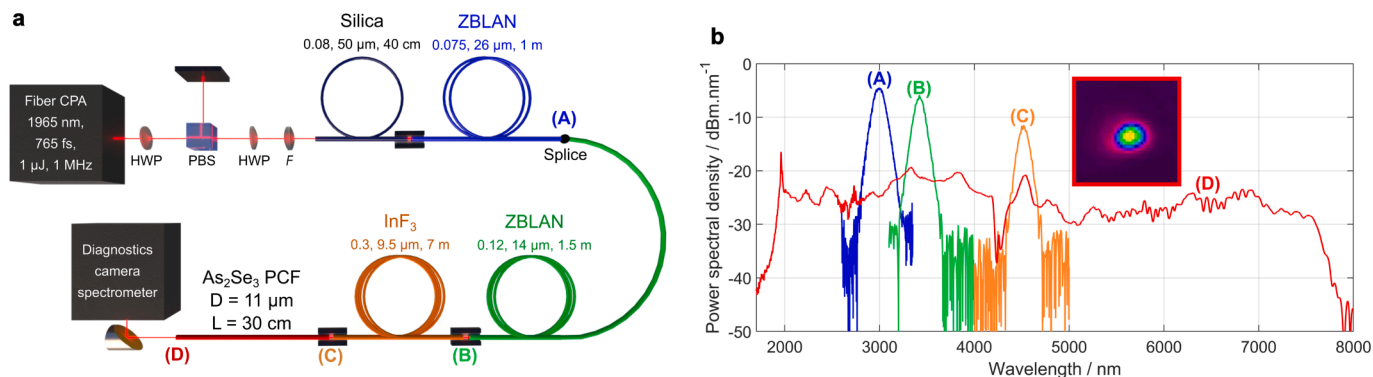 a
Fiber CPA
1965 nm,
765 fs,
1 µJ, 1 MHz
HWP
PBS
HWP
F
Silica
0.08, 50 µm, 40 cm
ZBLAN
0.075, 26 µm, 1 m
(A)
Splice
Diagnostics
camera
spectrometer
As₂Se₃ PCF
D = 11 µm
L = 30 cm
InF₃
0.3, 9.5 µm, 7 m
ZBLAN
0.12, 14 µm, 1.5 m
(D)
(C)
(B)
b
Power spectral density / dBm.nm⁻¹
0
-10
-20
-30
-40
-50
(A)
(B)
(C)
(D)
2000
3000
4000
5000
6000
7000
8000
Wavelength / nm